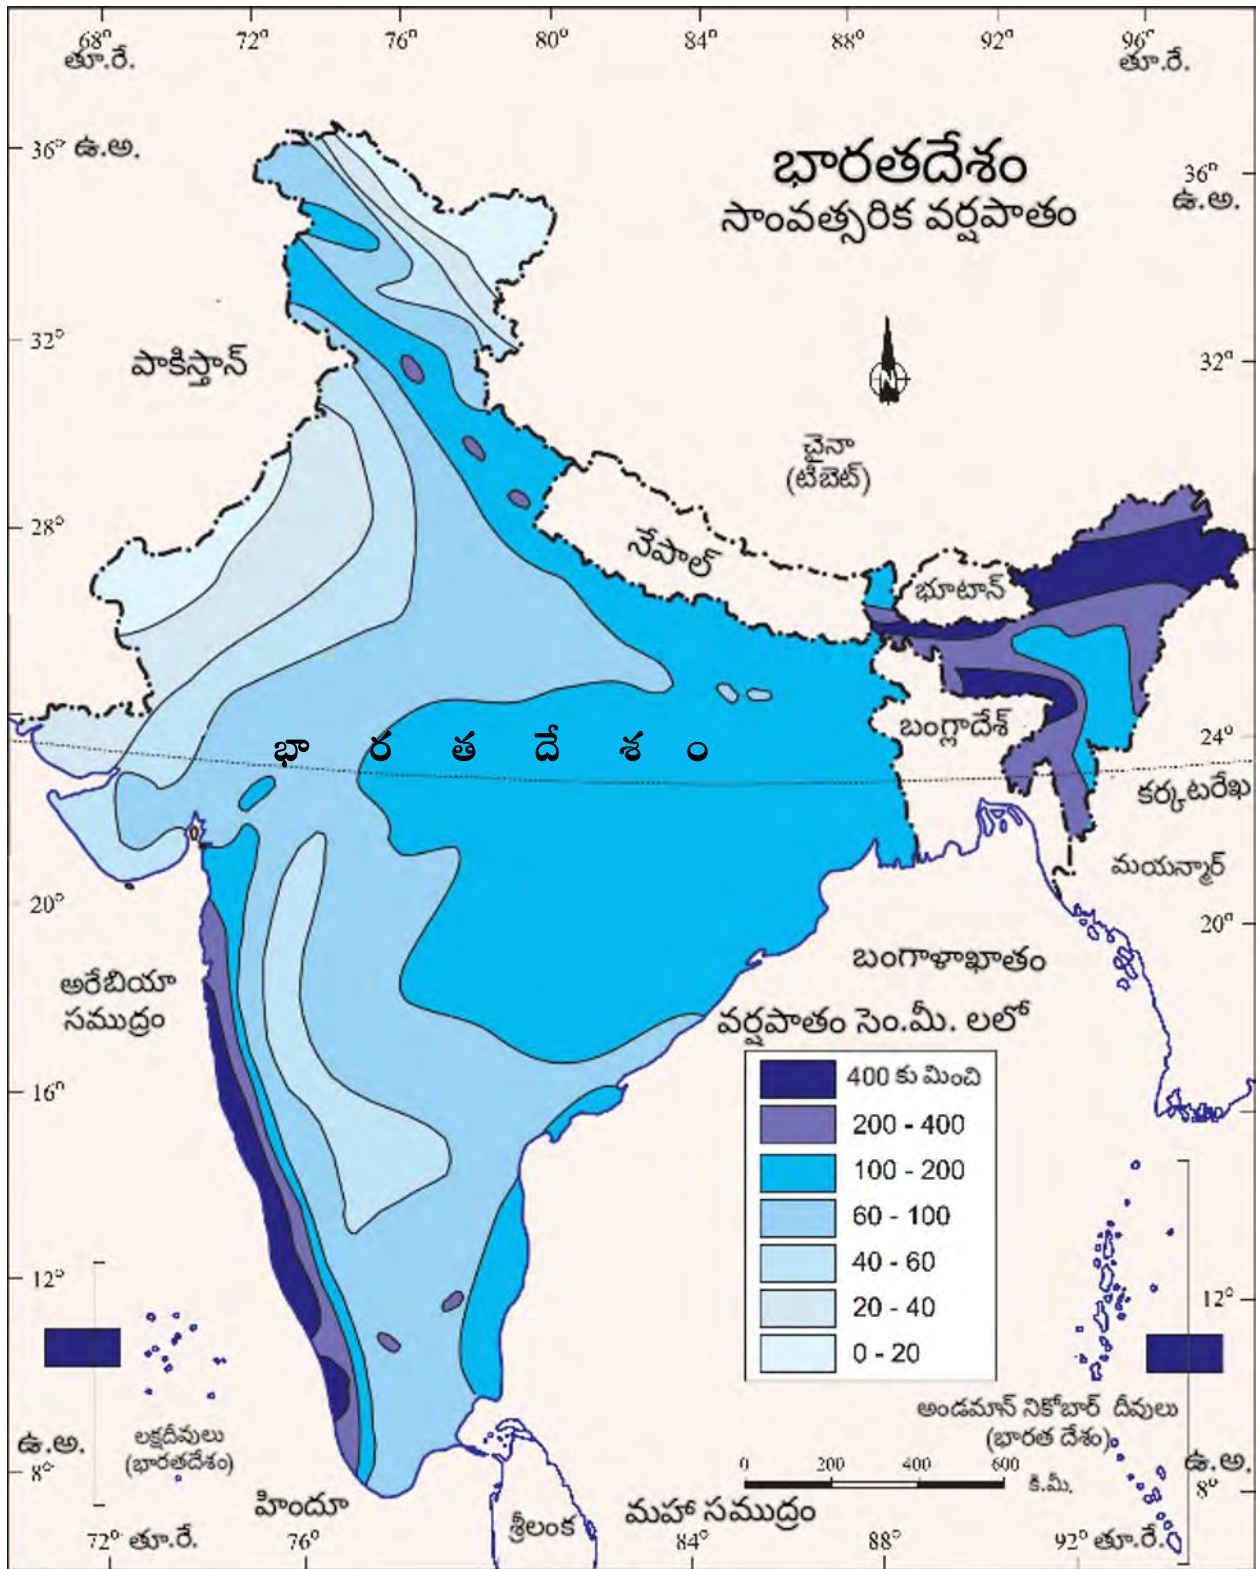 68° 72° 76° 80° 84° 88° 92° 96°
తూ.రే. తూ.రే.
36° ఉ.అ.
36°
ఉ.అ.
భారతదేశం
సాంవత్సరిక వర్షపాతం
32°
32°
పాకిస్తాన్
N
చైనా
(టిబెట్)
28°
నేపాల్
భూటాన్
బంగ్లాదేశ్
భా ర త దే శ ం
24°
కర్కటరేఖ
మయన్మార్
20°
20°
బంగాళాఖాతం
అరేబియా
సముద్రం
వర్షపాతం సెం.మీ. లలో
400 కు మించి
200 - 400
100 - 200
60 - 100
40 - 60
20 - 40
0 - 20
16°
12°
12°
అండమాన్ నికోబార్ దీవులు
(భారత దేశం)
లక్షదీవులు
(భారతదేశం)
ఉ.అ.
8°
ఉ.అ.
8°
0 200 400 600
కి.మీ.
హిందూ
మహా సముద్రం
శ్రీలంక
72° తూ.రే. 76° 84° 88° 92° తూ.రే.